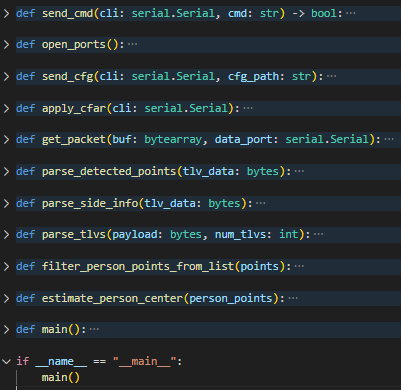 def send_cmd(cli: serial.Serial, cmd: str) -> bool:···
def open_ports():···
def send_cfg(cli: serial.Serial, cfg_path: str):···
def apply_cfar(cli: serial.Serial):···
def get_packet(buf: bytearray, data_port: serial.Serial):···
def parse_detected_points(tlv_data: bytes):···
def parse_side_info(tlv_data: bytes):···
def parse_tlvs(payload: bytes, num_tlvs: int):···
def filter_person_points_from_list(points):···
def estimate_person_center(person_points):···
def main():···
if __name__ == "__main__":
    main()